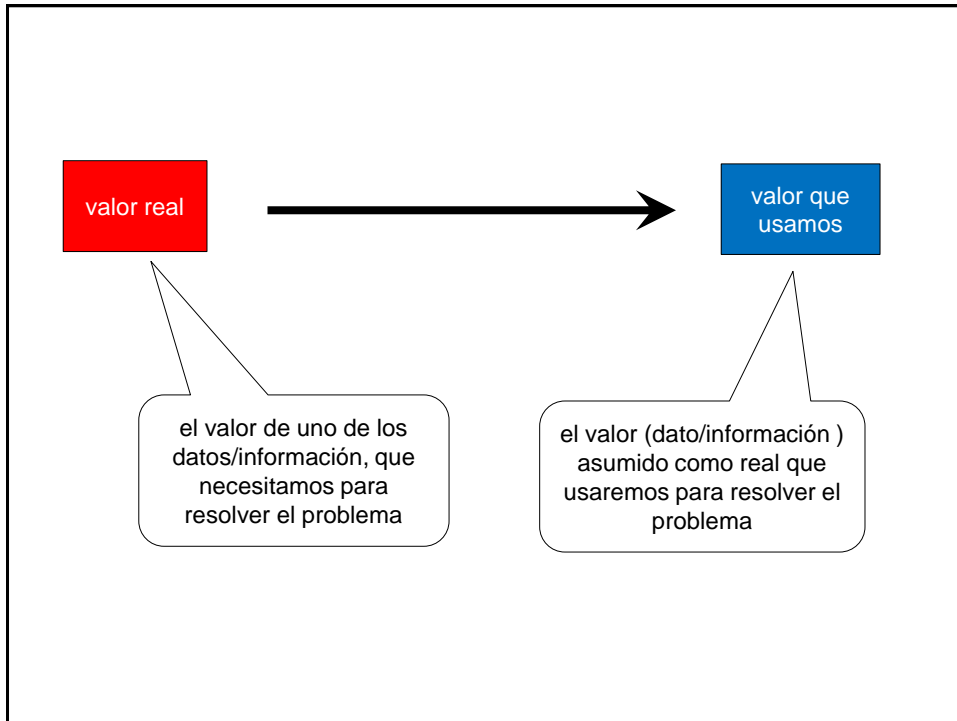 valor real
valor que
usamos
el valor de uno de los
datos/información, que
necesitamos para
resolver el problema
el valor (dato/información )
asumido como real que
usaremos para resolver el
problema